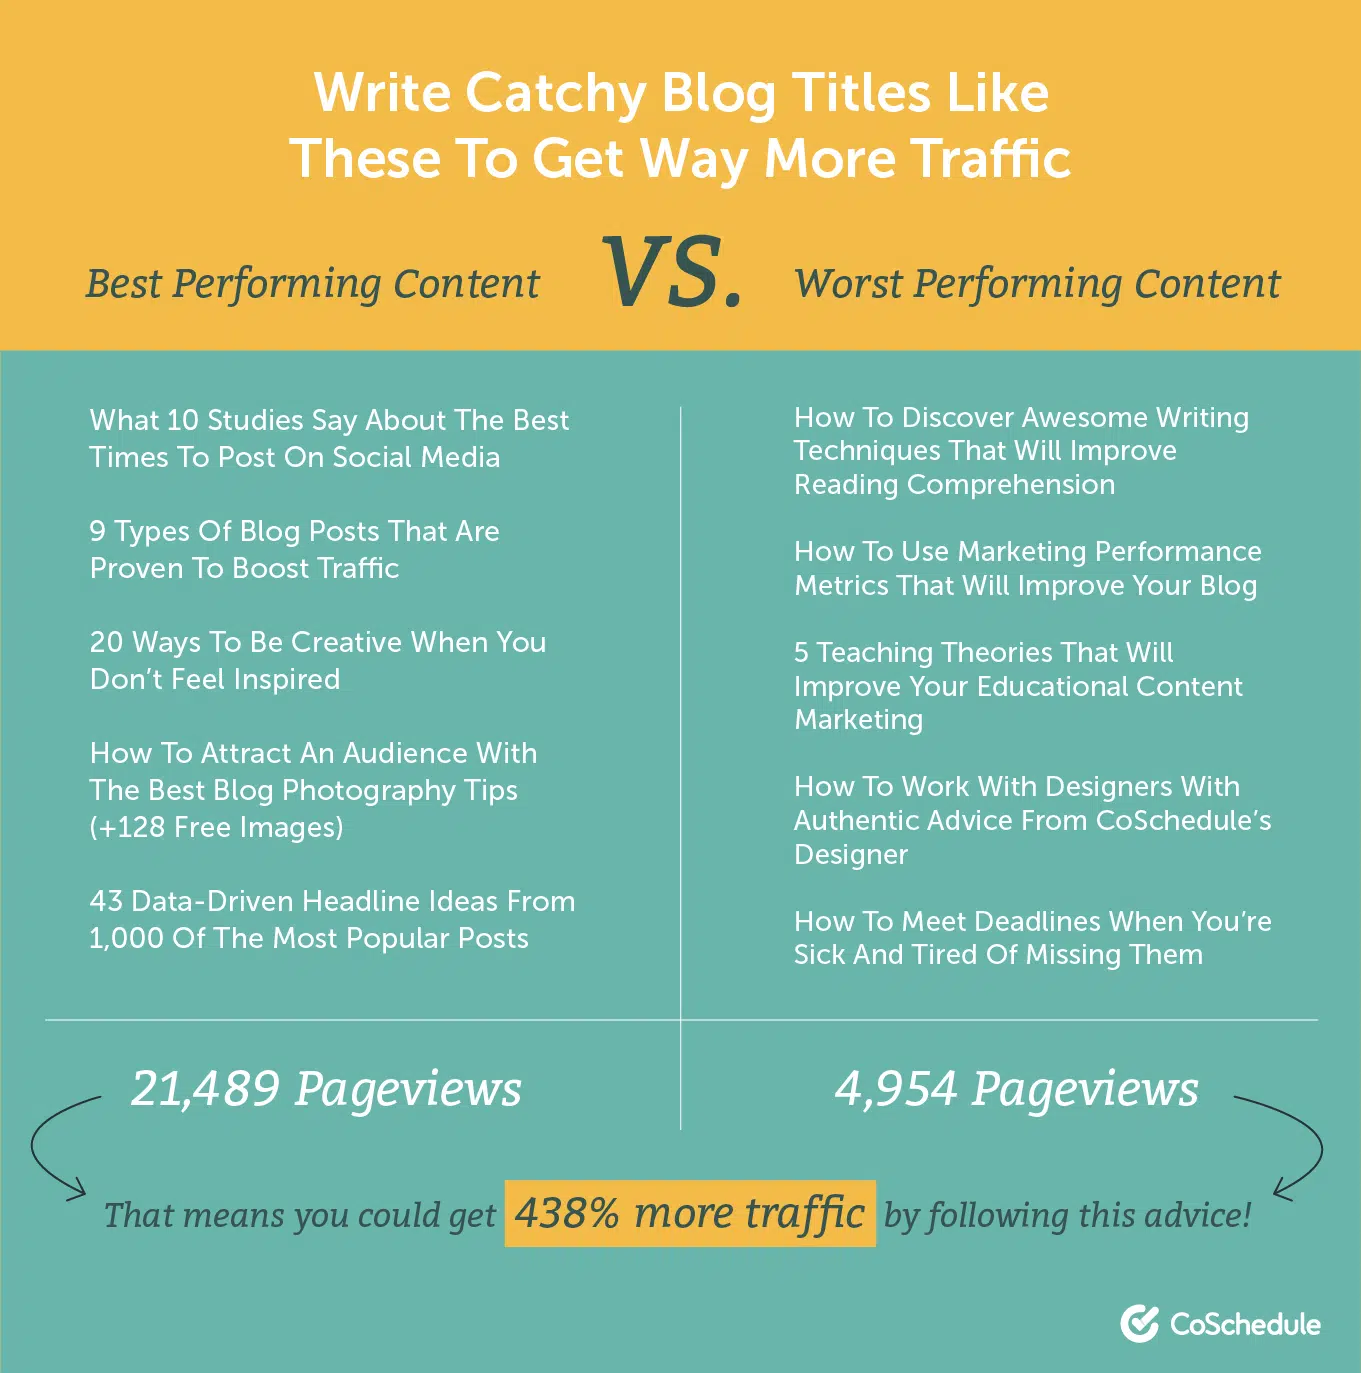 Write Catchy Blog Titles Like
These To Get Way More Traffic
Best Performing Content
VS.
Worst Performing Content
What 10 Studies Say About The Best
Times To Post On Social Media
9 Types Of Blog Posts That Are
Proven To Boost Traffic
20 Ways To Be Creative When You
Don’t Feel Inspired
How To Attract An Audience With
The Best Blog Photography Tips
(+128 Free Images)
43 Data-Driven Headline Ideas From
1,000 Of The Most Popular Posts
21,489 Pageviews
How To Discover Awesome Writing
Techniques That Will Improve
Reading Comprehension
How To Use Marketing Performance
Metrics That Will Improve Your Blog
5 Teaching Theories That Will
Improve Your Educational Content
Marketing
How To Work With Designers With
Authentic Advice From CoSchedule’s
Designer
How To Meet Deadlines When You’re
Sick And Tired Of Missing Them
4,954 Pageviews
That means you could get 438% more traffic by following this advice!
CoSchedule